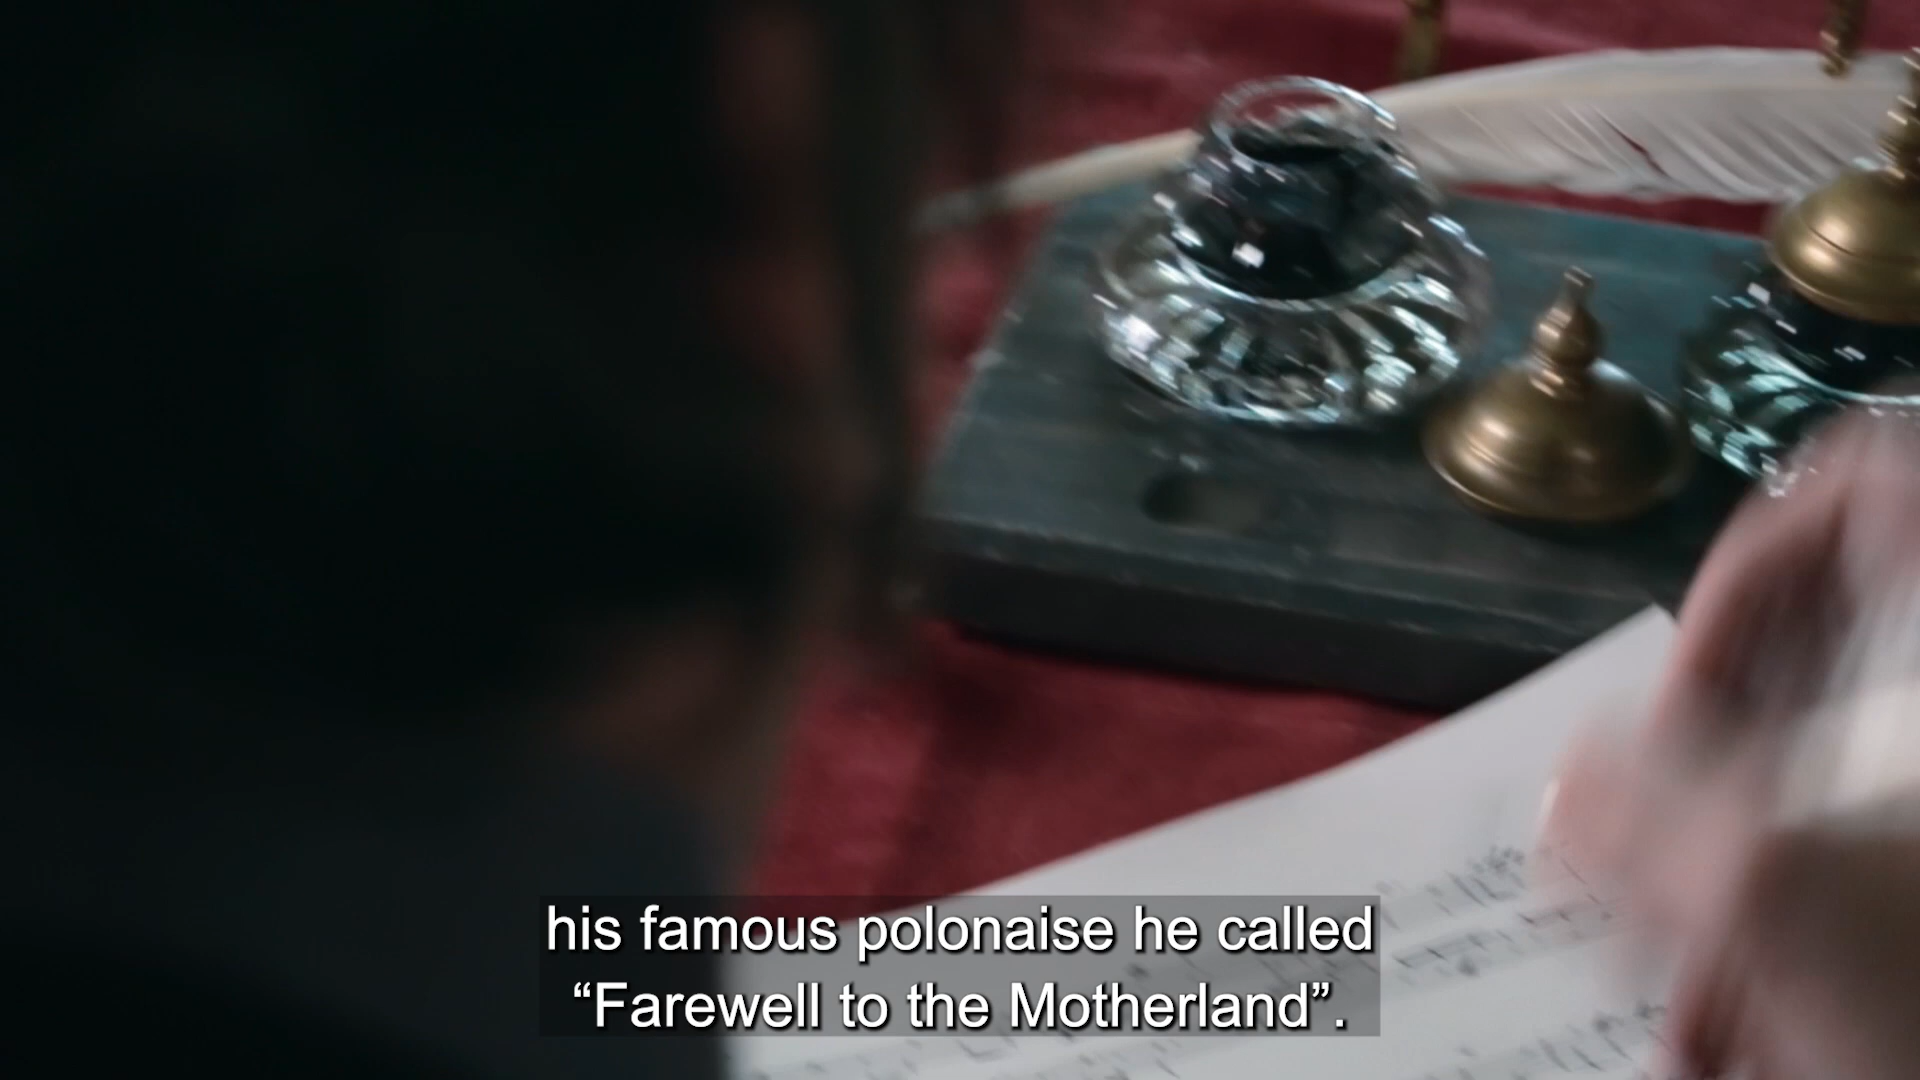 his famous polonaise he called
“Farewell to the Motherland”.